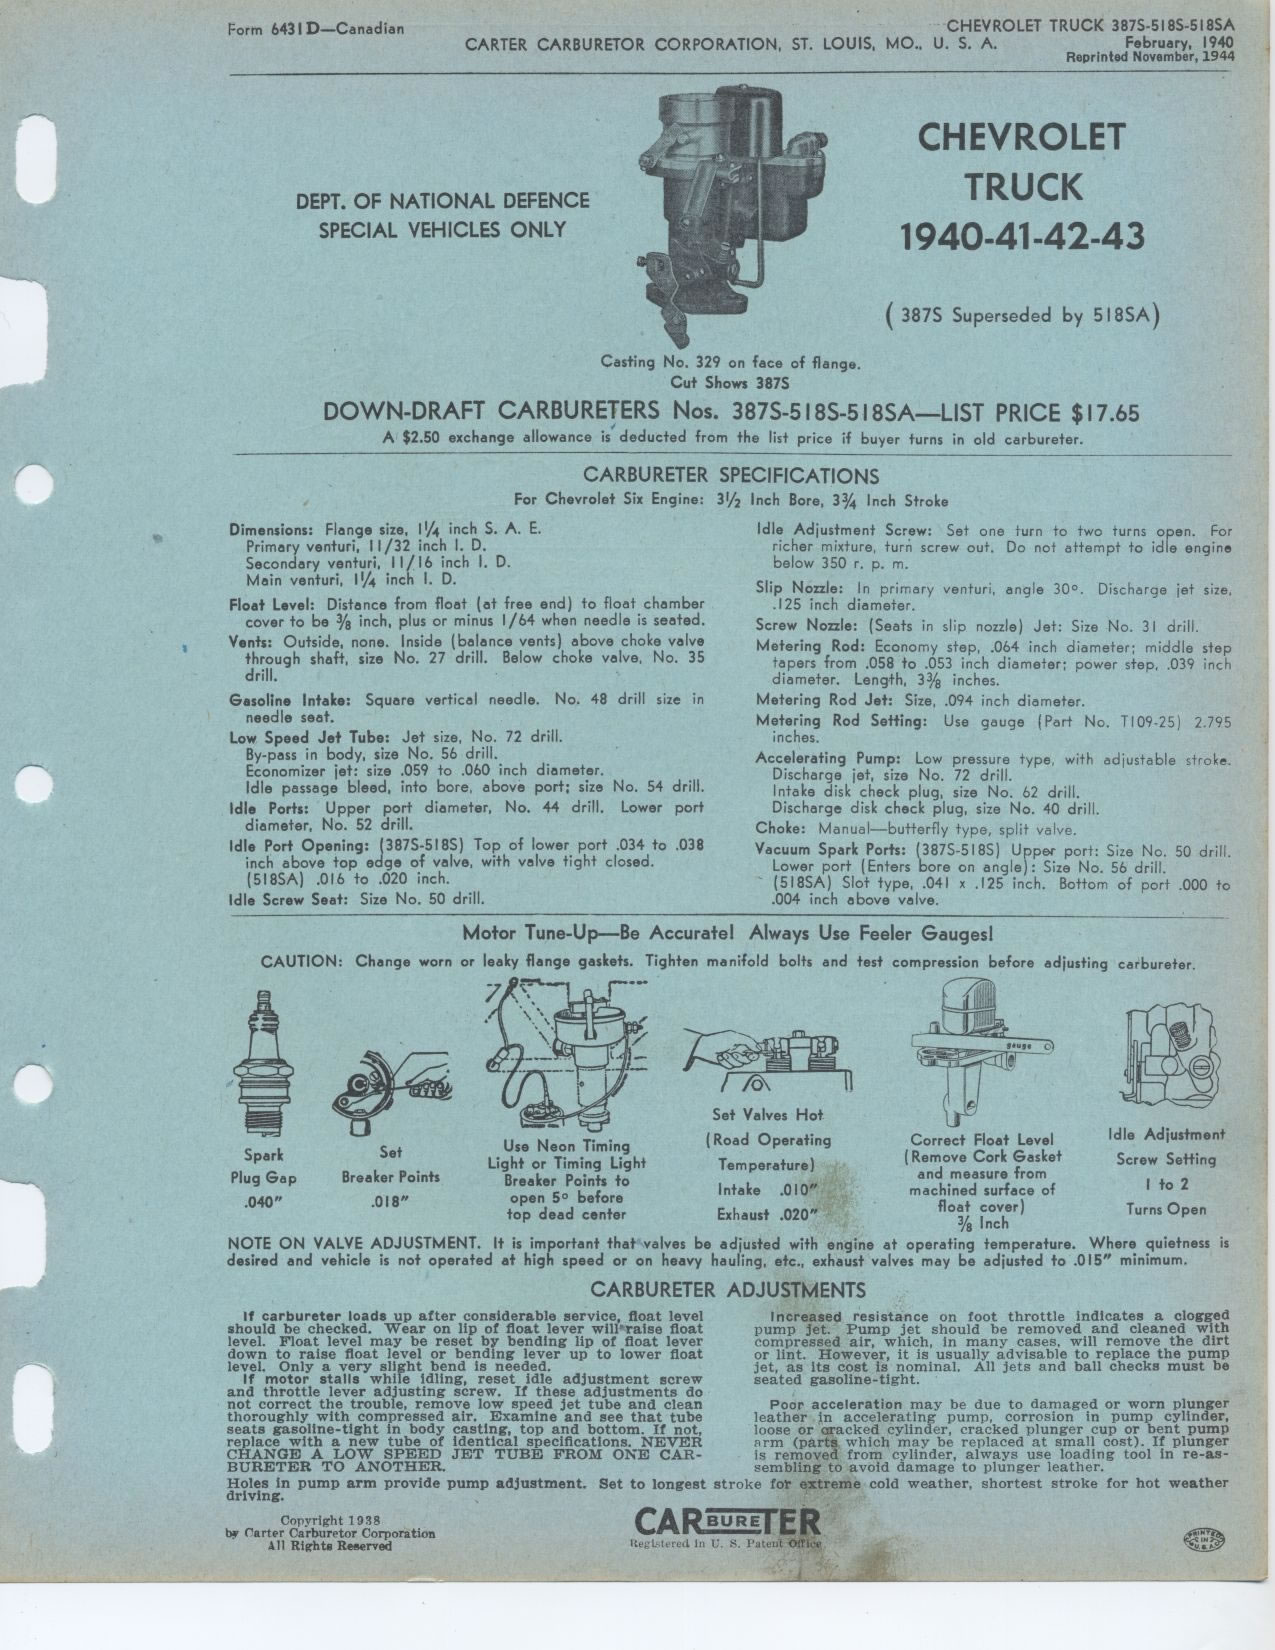 Form 6431D—Canadian
CHEVROLET TRUCK 387S-518S-518SA
CARTER CARBURETOR CORPORATION, ST. LOUIS, MO., U. S. A.
February, 1940
Reprinted November, 1944
DEPT. OF NATIONAL DEFENCE
SPECIAL VEHICLES ONLY
CHEVROLET
TRUCK
1940-41-42-43
(387S Superseded by 518SA)
Casting No. 329 on face of flange.
Cut Shows 387S
DOWN-DRAFT CARBURETERS Nos. 387S-518S-518SA—LIST PRICE $17.65
A $2.50 exchange allowance is deducted from the list price if buyer turns in old carbureter.
CARBURETER SPECIFICATIONS
For Chevrolet Six Engine: 3½ Inch Bore, 3¾ Inch Stroke
Dimensions: Flange size, 1¼ inch S. A. E.
Primary venturi, 11/32 inch I. D.
Secondary venturi, 11/16 inch I. D.
Main venturi, 1¼ inch I. D.
Float Level: Distance from float (at free end) to float chamber
cover to be ⅜ inch, plus or minus 1/64 when needle is seated.
Vents: Outside, none. Inside (balance vents) above choke valve
through shaft, size No. 27 drill. Below choke valve, No. 35
drill.
Gasoline Intake: Square vertical needle. No. 48 drill size in
needle seat.
Low Speed Jet Tube: Jet size, No. 72 drill.
By-pass in body, size No. 56 drill.
Economizer jet: size .059 to .060 inch diameter.
Idle passage bleed, into bore, above port; size No. 54 drill.
Idle Ports: Upper port diameter, No. 44 drill. Lower port
diameter, No. 52 drill.
Idle Port Opening: (387S-518S) Top of lower port .034 to .038
inch above top edge of valve, with valve tight closed.
(518SA) .016 to .020 inch.
Idle Screw Seat: Size No. 50 drill.
Idle Adjustment Screw: Set one turn to two turns open. For
richer mixture, turn screw out. Do not attempt to idle engine
below 350 r. p. m.
Slip Nozzle: In primary venturi, angle 30°. Discharge jet size,
.125 inch diameter.
Screw Nozzle: (Seats in slip nozzle) Jet: Size No. 31 drill.
Metering Rod: Economy step, .064 inch diameter; middle step
tapers from .058 to .053 inch diameter; power step, .039 inch
diameter. Length, 3⅜ inches.
Metering Rod Jet: Size, .094 inch diameter.
Metering Rod Setting: Use gauge (Part No. T109-25) 2.795
inches.
Accelerating Pump: Low pressure type, with adjustable stroke.
Discharge jet, size No. 72 drill.
Intake disk check plug, size No. 62 drill.
Discharge disk check plug, size No. 40 drill.
Choke: Manual—butterfly type, split valve.
Vacuum Spark Ports: (387S-518S) Upper port: Size No. 50 drill.
Lower port (Enters bore on angle): Size No. 56 drill.
(518SA) Slot type, .041 x .125 inch. Bottom of port .000 to
.004 inch above valve.
Motor Tune-Up—Be Accurate! Always Use Feeler Gauges!
CAUTION: Change worn or leaky flange gaskets. Tighten manifold bolts and test compression before adjusting carbureter.
gauge
Spark
Plug Gap
.040"
Set
Breaker Points
.018"
Use Neon Timing
Light or Timing Light
Breaker Points to
open 5° before
top dead center
Set Valves Hot
(Road Operating
Temperature)
Intake .010"
Exhaust .020"
Correct Float Level
(Remove Cork Gasket
and measure from
machined surface of
float cover)
⅜ Inch
Idle Adjustment
Screw Setting
1 to 2
Turns Open
NOTE ON VALVE ADJUSTMENT. It is important that valves be adjusted with engine at operating temperature. Where quietness is
desired and vehicle is not operated at high speed or on heavy hauling, etc., exhaust valves may be adjusted to .015" minimum.
CARBURETER ADJUSTMENTS
If carbureter loads up after considerable service, float level
should be checked. Wear on lip of float lever will raise float
level. Float level may be reset by bending lip of float lever
down to raise float level or bending lever up to lower float
level. Only a very slight bend is needed.
If motor stalls while idling, reset idle adjustment screw
and throttle lever adjusting screw. If these adjustments do
not correct the trouble, remove low speed jet tube and clean
thoroughly with compressed air. Examine and see that tube
seats gasoline-tight in body casting, top and bottom. If not,
replace with a new tube of identical specifications. NEVER
CHANGE A LOW SPEED JET TUBE FROM ONE CAR-
BURETER TO ANOTHER.
Increased resistance on foot throttle indicates a clogged
pump jet. Pump jet should be removed and cleaned with
compressed air, which, in many cases, will remove the dirt
or lint. However, it is usually advisable to replace the pump
jet, as its cost is nominal. All jets and ball checks must be
seated gasoline-tight.
Poor acceleration may be due to damaged or worn plunger
leather in accelerating pump, corrosion in pump cylinder,
loose or cracked cylinder, cracked plunger cup or bent pump
arm (parts which may be replaced at small cost). If plunger
is removed from cylinder, always use loading tool in re-as-
sembling to avoid damage to plunger leather.
Holes in pump arm provide pump adjustment. Set to longest stroke for extreme cold weather, shortest stroke for hot weather
driving.
Copyright 1938
by Carter Carburetor Corporation
All Rights Reserved
CARBURETER
Registered in U. S. Patent Office
PRINTED
IN
U.S.A.